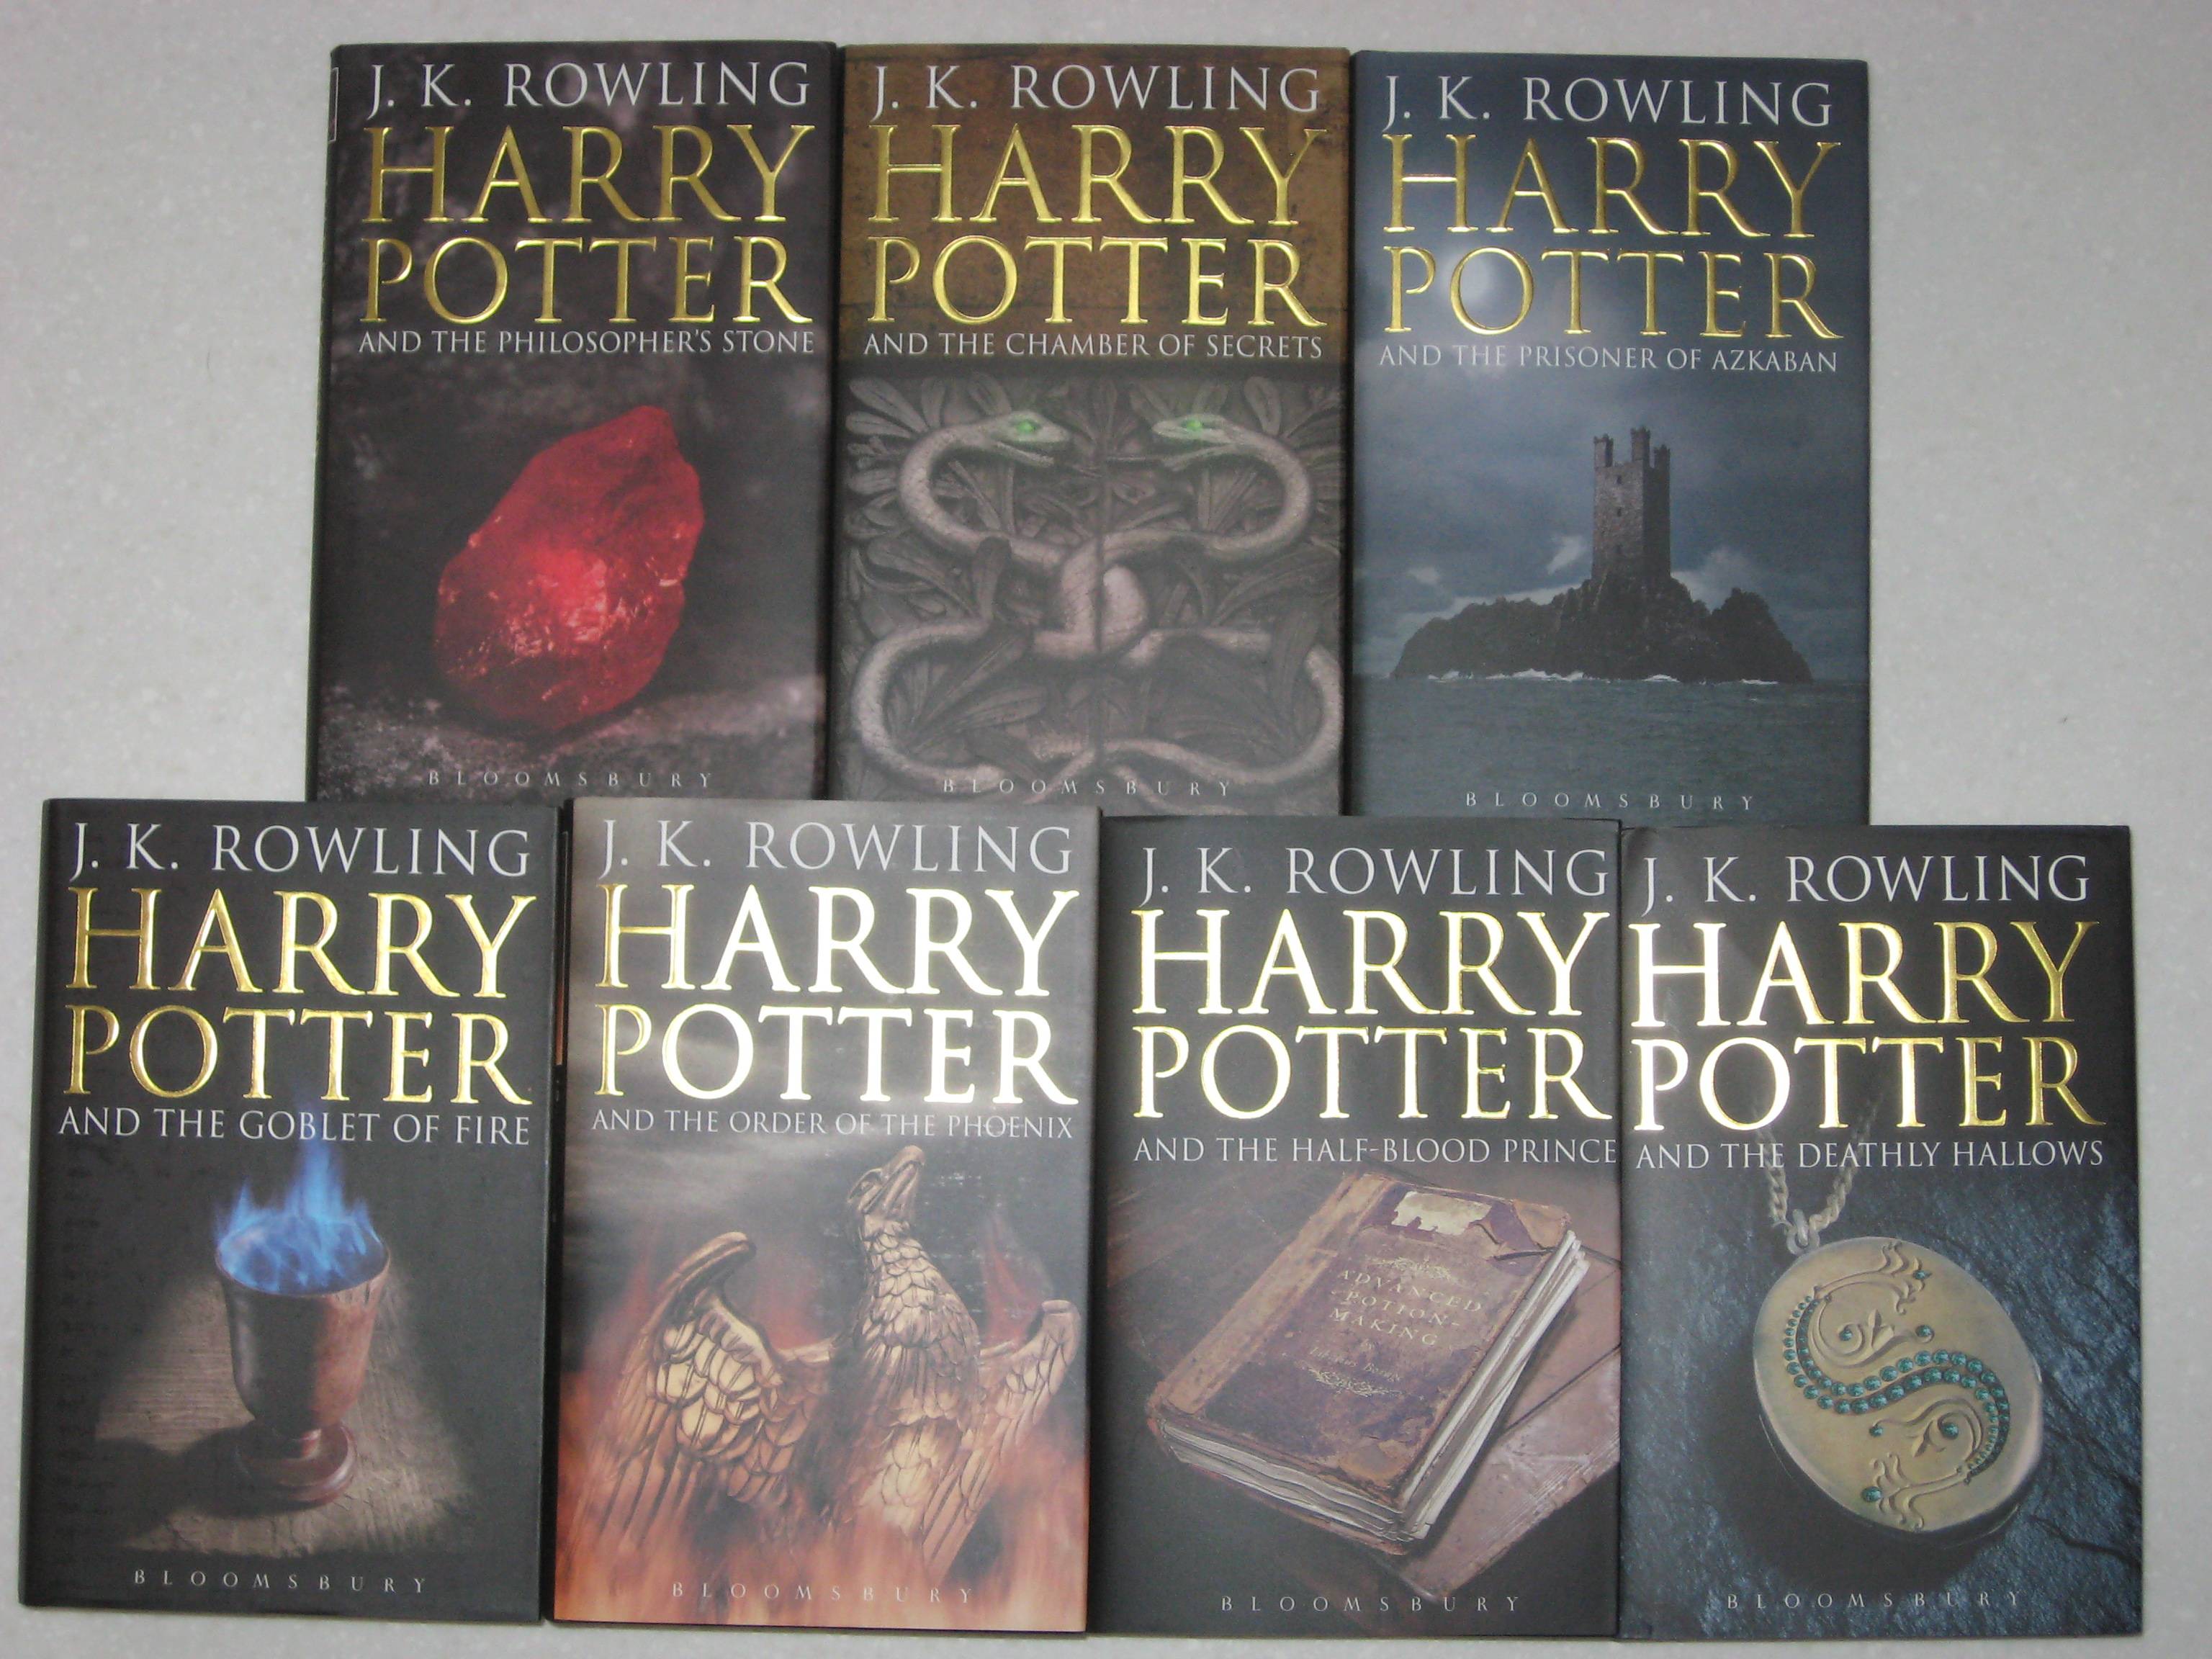 J. K. ROWLING
HARRY
POTTER
AND THE PHILOSOPHER'S STONE
BLOOMSBURY
J. K. ROWLING
HARRY
POTTER
AND THE CHAMBER OF SECRETS
BLOOMSBURY
J. K. ROWLING
HARRY
POTTER
AND THE PRISONER OF AZKABAN
BLOOMSBURY
J. K. ROWLING
HARRY
POTTER
AND THE GOBLET OF FIRE
BLOOMSBURY
J. K. ROWLING
HARRY
POTTER
AND THE ORDER OF THE PHOENIX
BLOOMSBURY
J. K. ROWLING
HARRY
POTTER
AND THE HALF-BLOOD PRINCE
ADVANCED
POTION-
MAKING
BLOOMSBURY
J. K. ROWLING
HARRY
POTTER
AND THE DEATHLY HALLOWS
BLOOMSBURY